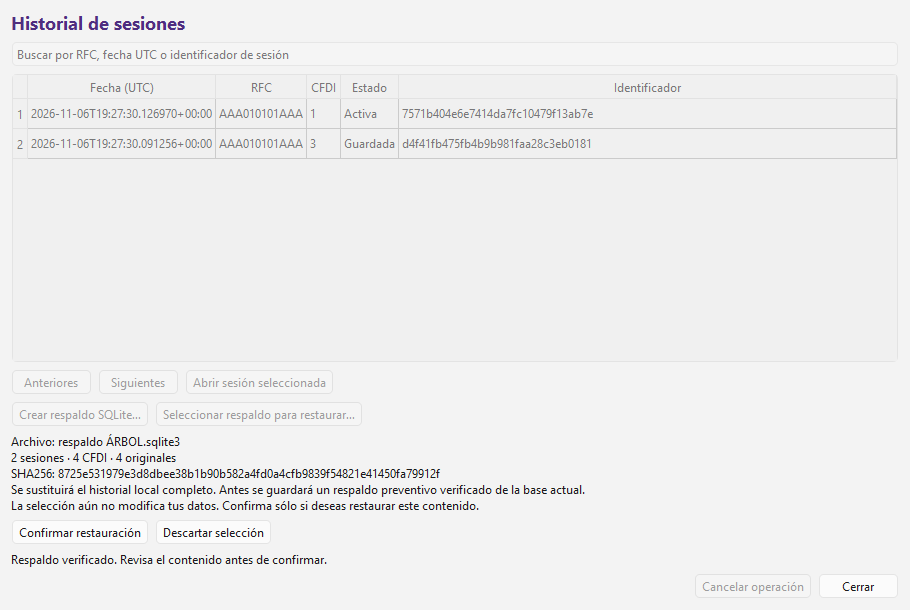 Historial de sesiones
Buscar por RFC, fecha UTC o identificador de sesión
Fecha (UTC) RFC CFDI Estado Identificador
1 2026-11-06T19:27:30.126970+00:00 AAA010101AAA 1 Activa 7571b404e6e7414da7fc10479f13ab7e
2 2026-11-06T19:27:30.091256+00:00 AAA010101AAA 3 Guardada d4f41fb475fb4b9b981faa28c3eb0181
Anteriores Siguientes Abrir sesión seleccionada
Crear respaldo SQLite... Seleccionar respaldo para restaurar...
Archivo: respaldo ÁRBOL.sqlite3
2 sesiones · 4 CFDI · 4 originales
SHA256: 8725e531979e3d8dbee38b1b90b582a4fd0a4cfb9839f54821e41450fa79912f
Se sustituirá el historial local completo. Antes se guardará un respaldo preventivo verificado de la base actual.
La selección aún no modifica tus datos. Confirma sólo si deseas restaurar este contenido.
Confirmar restauración Descartar selección
Respaldo verificado. Revisa el contenido antes de confirmar.
Cancelar operación Cerrar